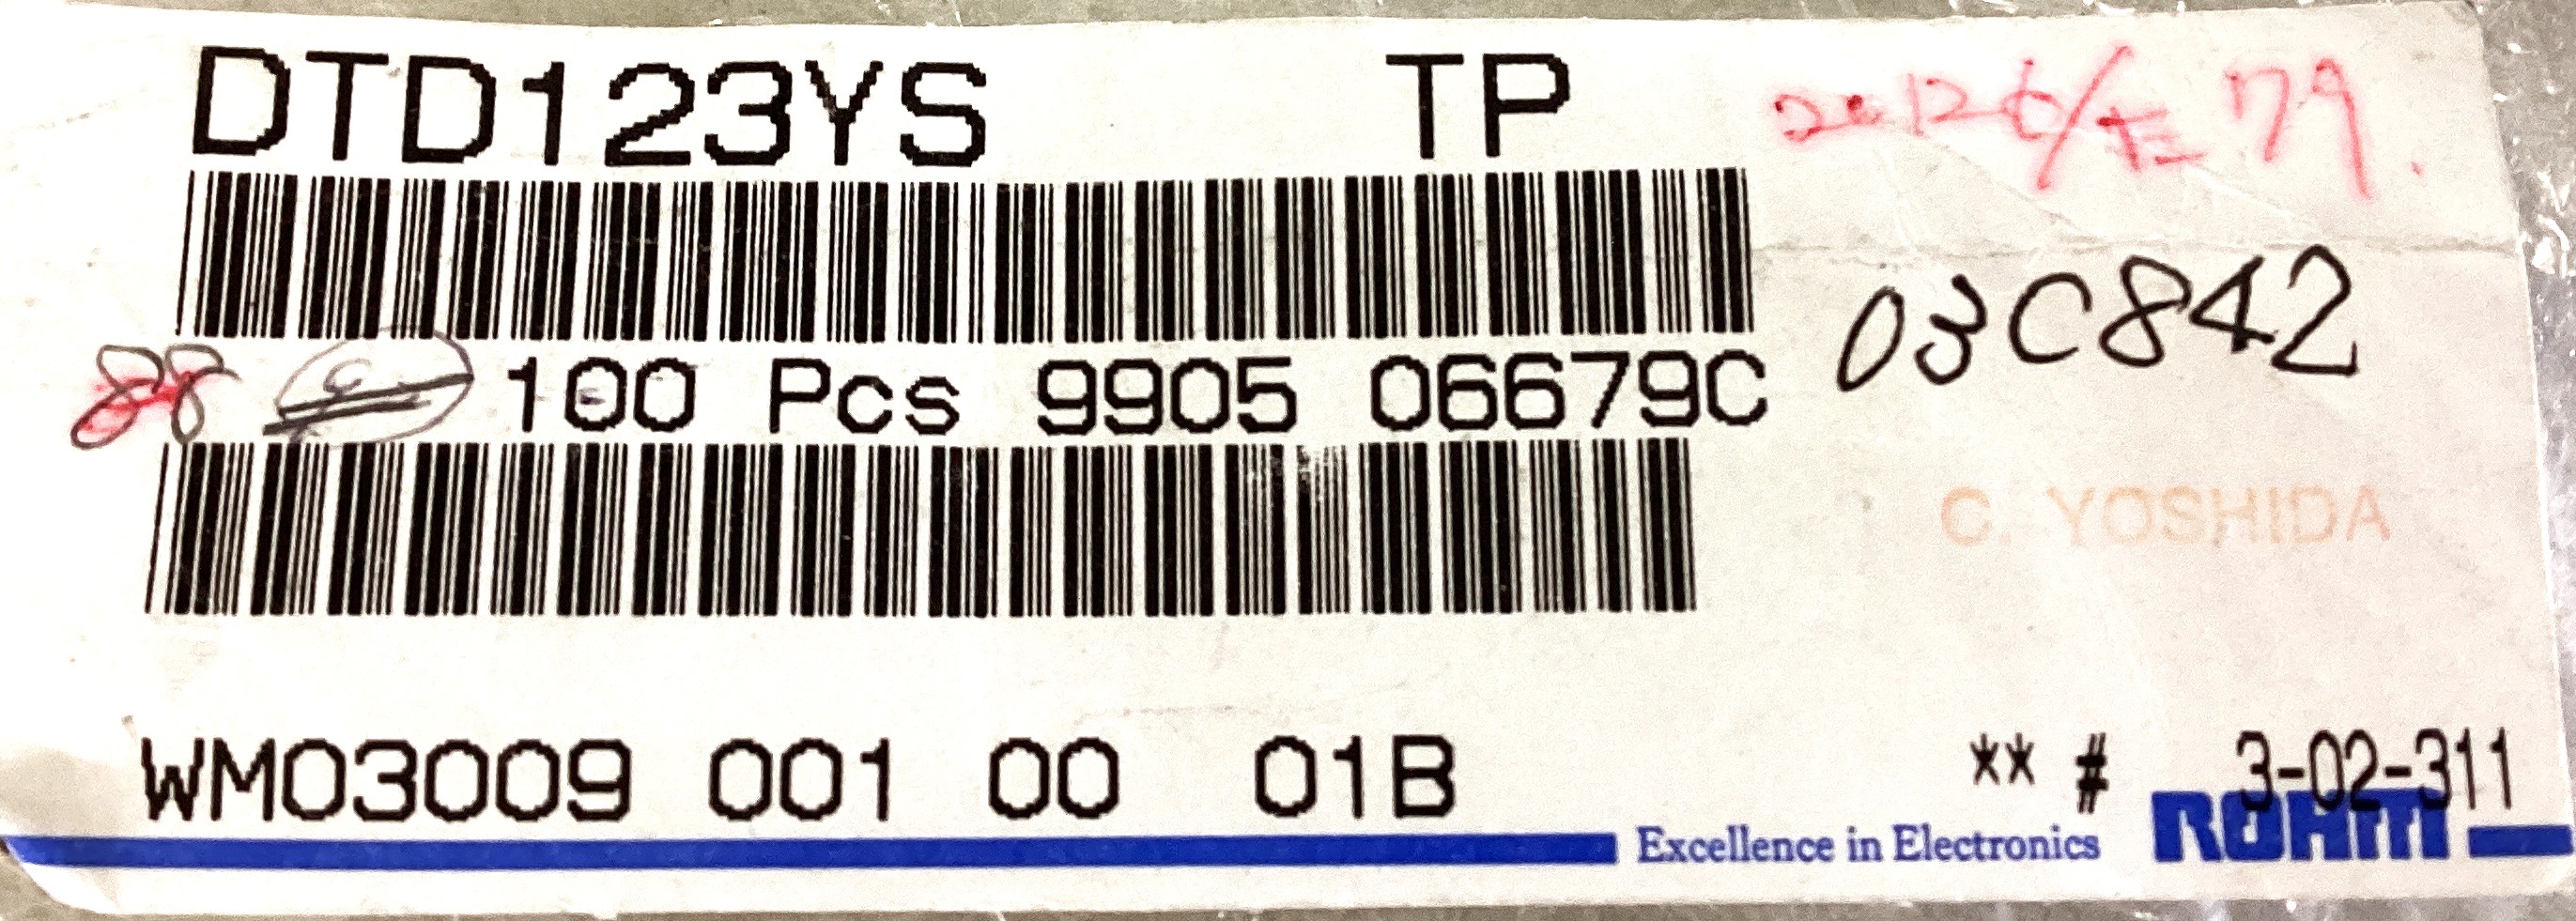 DTD123YS TP
03C842
88 100 Pcs 9905 06679C
C. YOSHIDA
WM03009 001 00 01B ** # 3-02-311
Excellence in Electronics ROHM